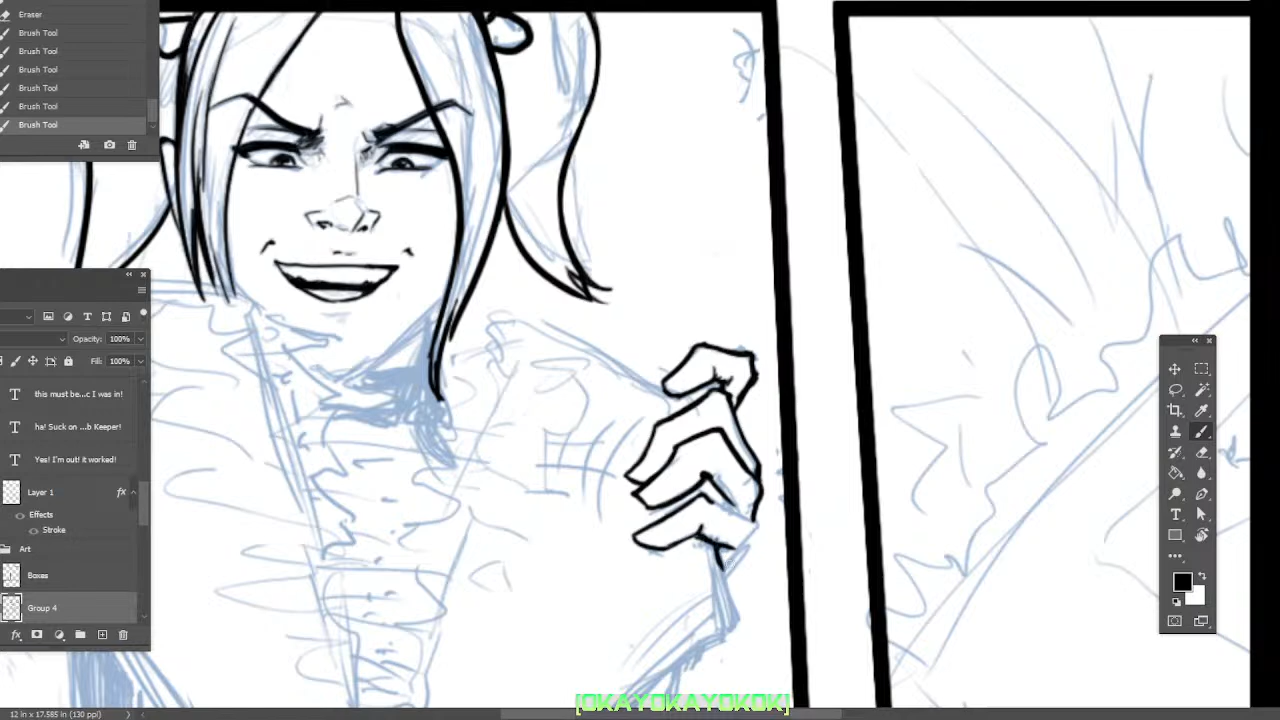 Eraser
Brush Tool
Brush Tool
Brush Tool
Brush Tool
Brush Tool
Brush Tool
Opacity: 100%
Fill: 100%
this must be...c I was in!
ha! Suck on ...b Keeper!
Yes! I'm out! it worked!
Layer 1
fx
Effects
Stroke
Art
Boxes
Group 4
fx
12 in x 17.585 in (130 ppi)
[OKAYOKAYOKOK]